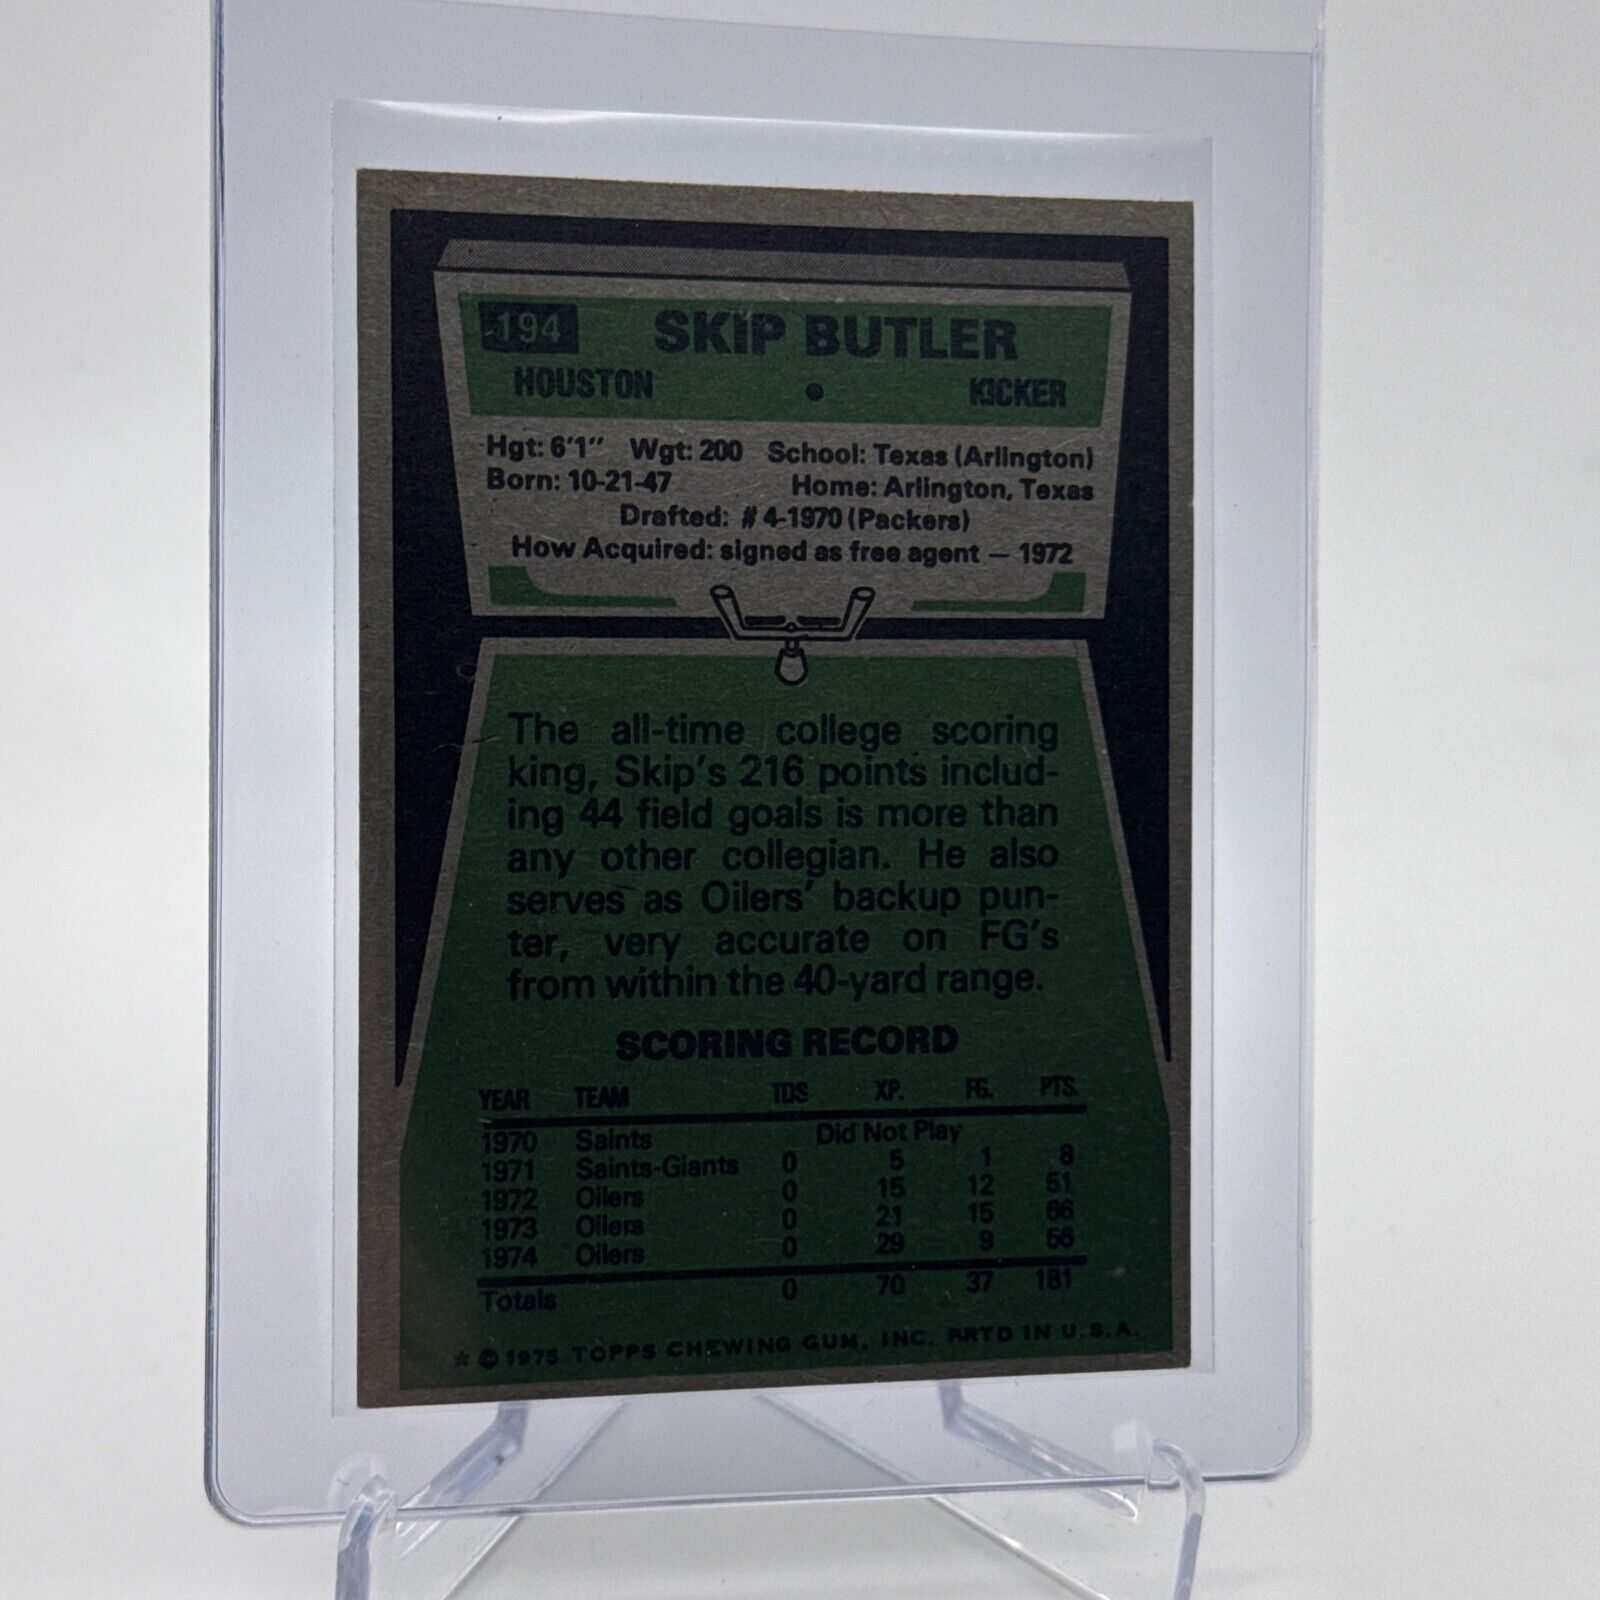 194 SKIP BUTLER
HOUSTON • KICKER
Hgt: 6'1" Wgt: 200 School: Texas (Arlington)
Born: 10-21-47 Home: Arlington, Texas
Drafted: # 4-1970 (Packers)
How Acquired: signed as free agent — 1972
The all-time college scoring
king, Skip's 216 points includ-
ing 44 field goals is more than
any other collegian. He also
serves as Oilers' backup pun-
ter, very accurate on FG's
from within the 40-yard range.
SCORING RECORD
YEAR TEAM TDS XP. FG. PTS.
1970 Saints Did Not Play
1971 Saints-Giants 0 5 1 8
1972 Oilers 0 15 12 51
1973 Oilers 0 21 15 66
1974 Oilers 0 29 9 56
Totals 0 70 37 181
* © 1975 TOPPS CHEWING GUM, INC. PRTD IN U.S.A.